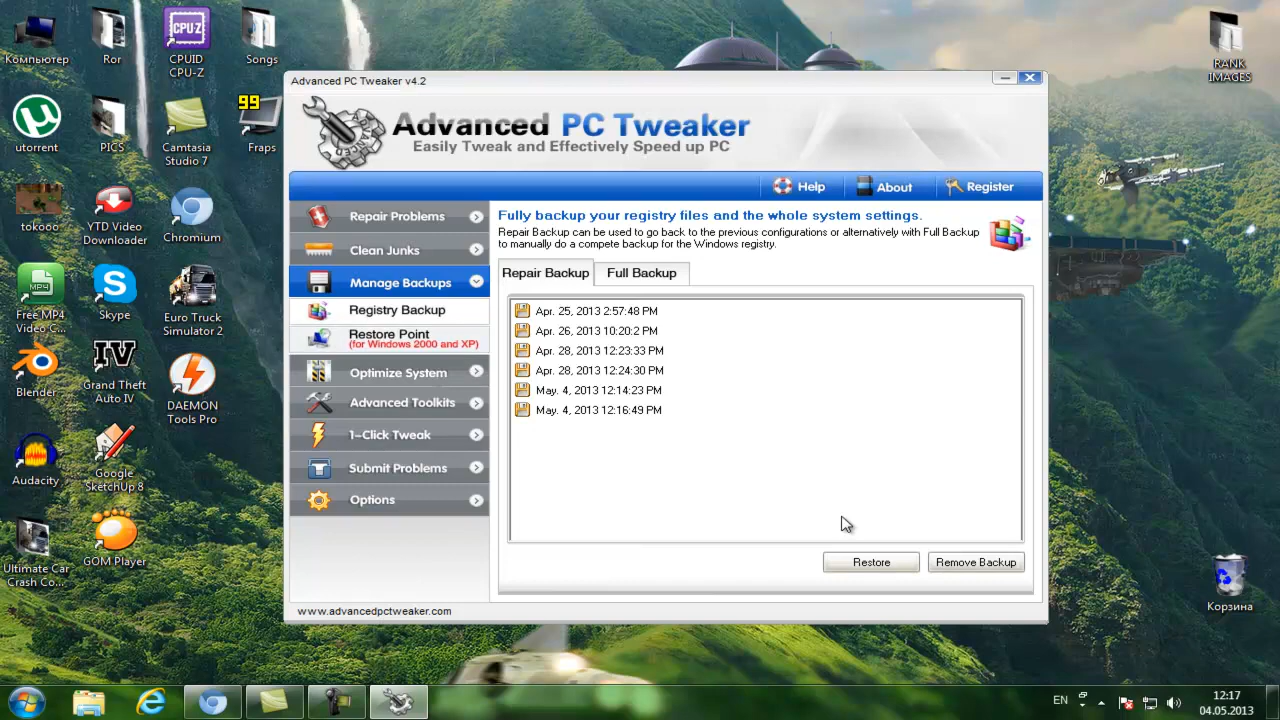 Компьютер
Ror
CPU-Z
CPUID
CPU-Z
Songs
RANK
IMAGES
utorrent
PICS
Camtasia
Studio 7
99
Fraps
tokooo
YTD Video
Downloader
Chromium
MP4
Free MP4
Video C...
Skype
Euro Truck
Simulator 2
Blender
IV
Grand Theft
Auto IV
DAEMON
Tools Pro
Audacity
Google
SketchUp 8
Ultimate Car
Crash Co...
GOM Player
Корзина
Advanced PC Tweaker v4.2
Advanced PC Tweaker
Easily Tweak and Effectively Speed up PC
Help
About
Register
Repair Problems
Clean Junks
Manage Backups
Registry Backup
Restore Point
(for Windows 2000 and XP)
Optimize System
Advanced Toolkits
1-Click Tweak
Submit Problems
Options
Fully backup your registry files and the whole system settings.
Repair Backup can be used to go back to the previous configurations or alternatively with Full Backup
to manually do a compete backup for the Windows registry.
Repair Backup
Full Backup
Apr. 25, 2013 2:57:48 PM
Apr. 26, 2013 10:20:2 PM
Apr. 28, 2013 12:23:33 PM
Apr. 28, 2013 12:24:30 PM
May. 4, 2013 12:14:23 PM
May. 4, 2013 12:16:49 PM
Restore
Remove Backup
www.advancedpctweaker.com
EN
12:17
04.05.2013